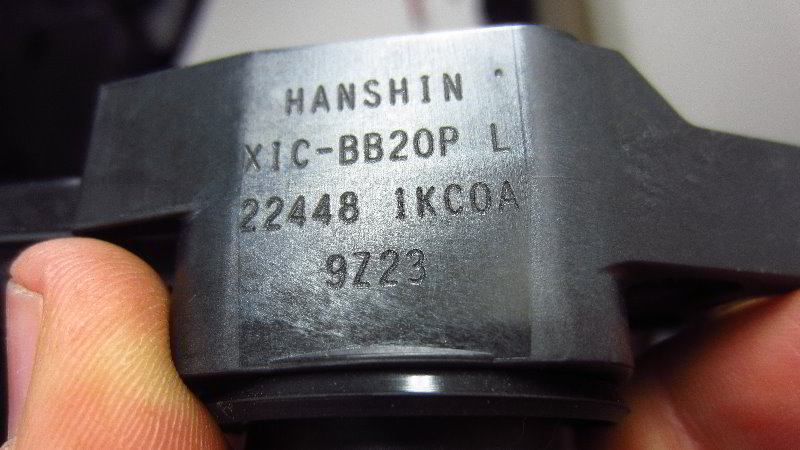 HANSHIN
XIC-BB20P L
22448 1KC0A
9Z23